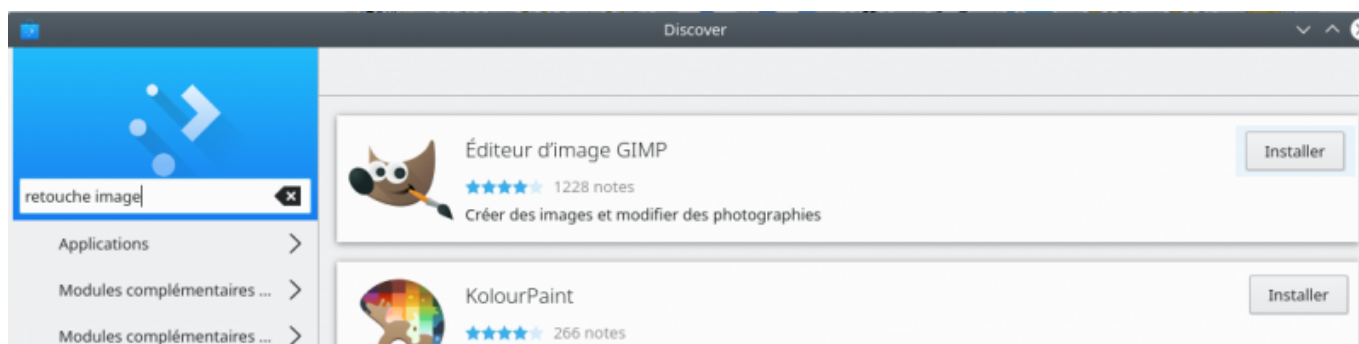 Discover
retouche image
Applications
Modules complémentaires ...
Modules complémentaires ...
Éditeur d'image GIMP
1228 notes
Créer des images et modifier des photographies
Installer
KolourPaint
266 notes
Installer